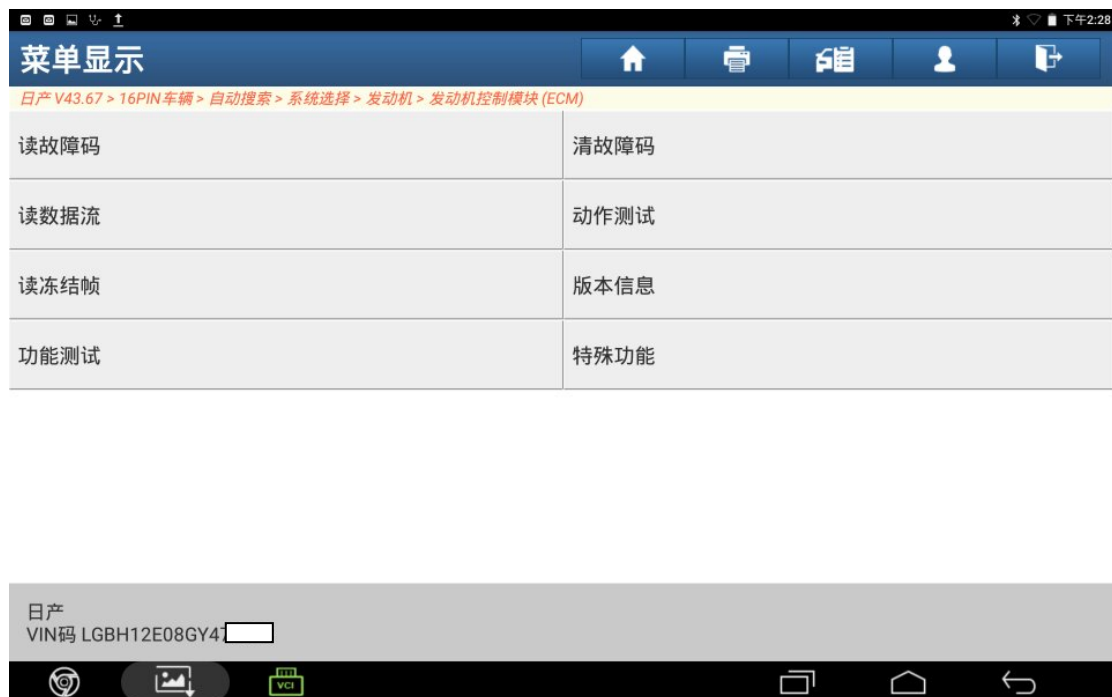 下午2:28
菜单显示
日产 V43.67 > 16PIN车辆 > 自动搜索 > 系统选择 > 发动机 > 发动机控制模块 (ECM)
读故障码 清故障码
读数据流 动作测试
读冻结帧 版本信息
功能测试 特殊功能
日产
VIN码 LGBH12E08GY47
VCI